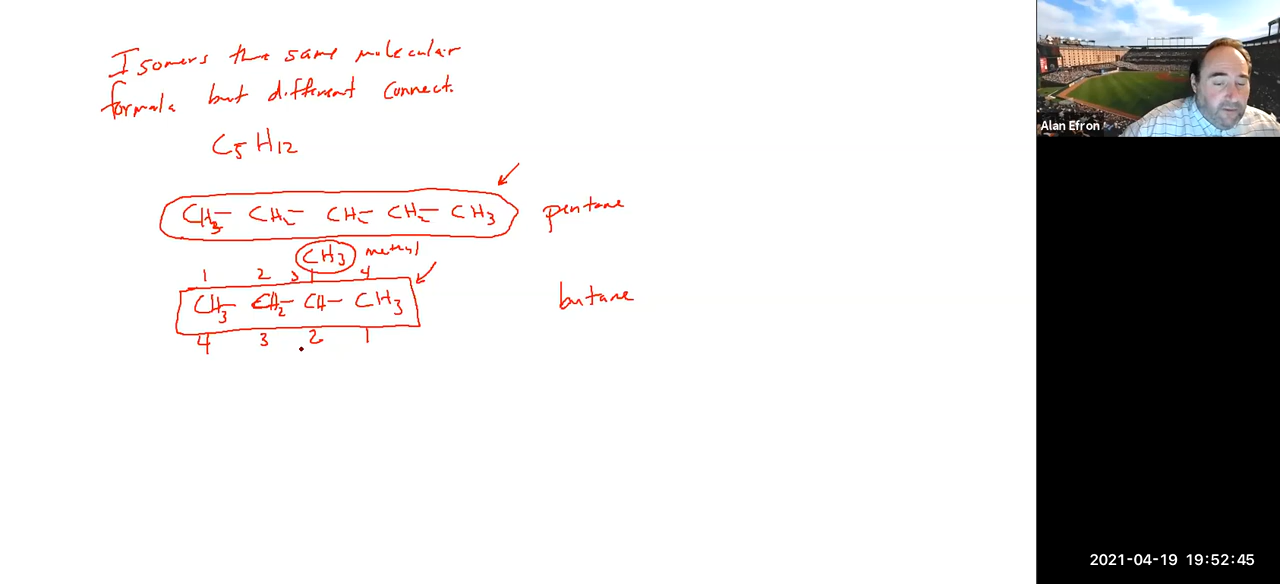 Isomers the same molecular
formula but different connect.
C5H12
CH3- CH2- CH2- CH2- CH3 pentane
CH3 methyl
1 2 3 4
CH3- CH2- CH- CH3 butane
4 3 2 1
Alan Efron
2021-04-19 19:52:45